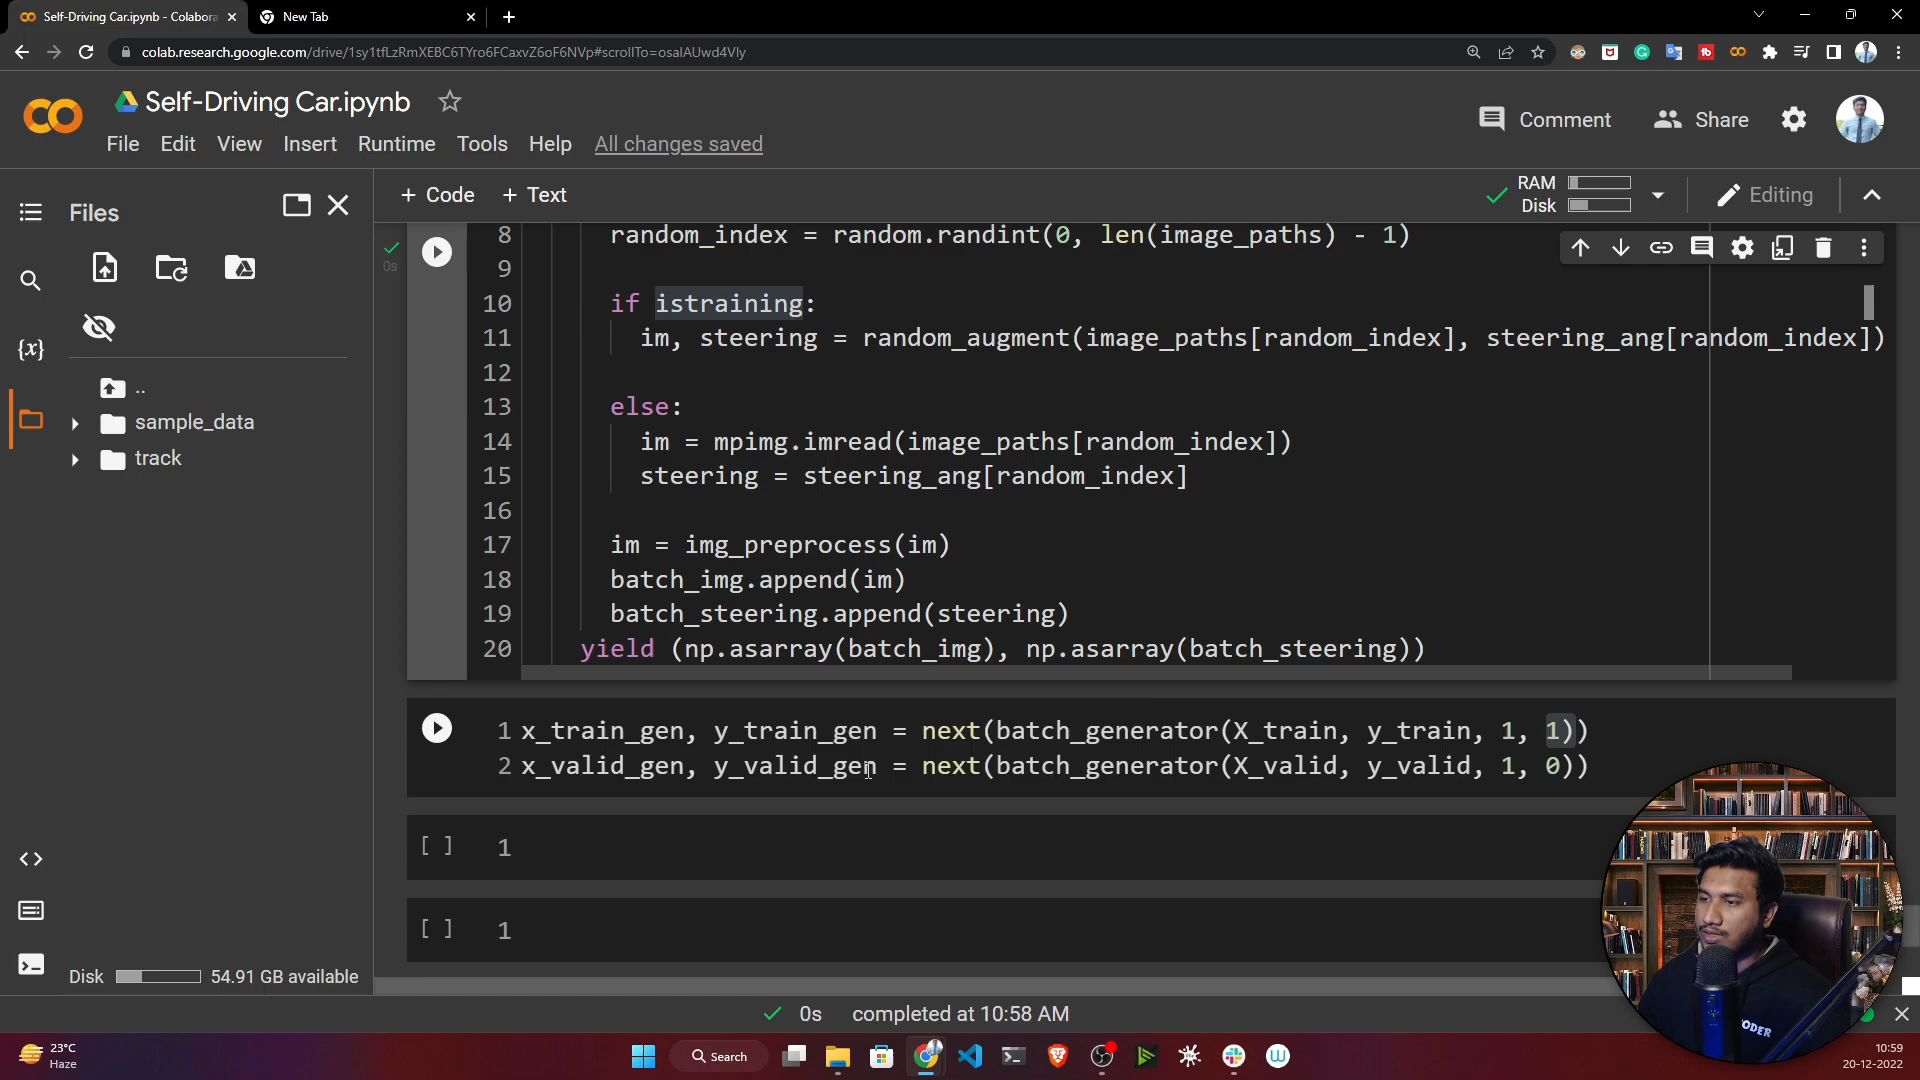 Self-Driving Car.ipynb - Colabora
New Tab
colab.research.google.com/drive/1sy1tfLzRmXEBC6TYro6FCaxvZ6oF6NVp#scrollTo=osaIAUwd4VIy
Self-Driving Car.ipynb
Comment
Share
File Edit View Insert Runtime Tools Help All changes saved
Files
+ Code + Text
RAM
Disk
Editing
..
sample_data
track
0s
8 random_index = random.randint(0, len(image_paths) - 1)
9
10 if istraining:
11 im, steering = random_augment(image_paths[random_index], steering_ang[random_index])
12
13 else:
14 im = mpimg.imread(image_paths[random_index])
15 steering = steering_ang[random_index]
16
17 im = img_preprocess(im)
18 batch_img.append(im)
19 batch_steering.append(steering)
20 yield (np.asarray(batch_img), np.asarray(batch_steering))
1 x_train_gen, y_train_gen = next(batch_generator(X_train, y_train, 1, 1))
2 x_valid_gen, y_valid_gen = next(batch_generator(X_valid, y_valid, 1, 0))
[ ] 1
[ ] 1
Disk 54.91 GB available
0s completed at 10:58 AM
23°C
Haze
Search
10:59
20-12-2022